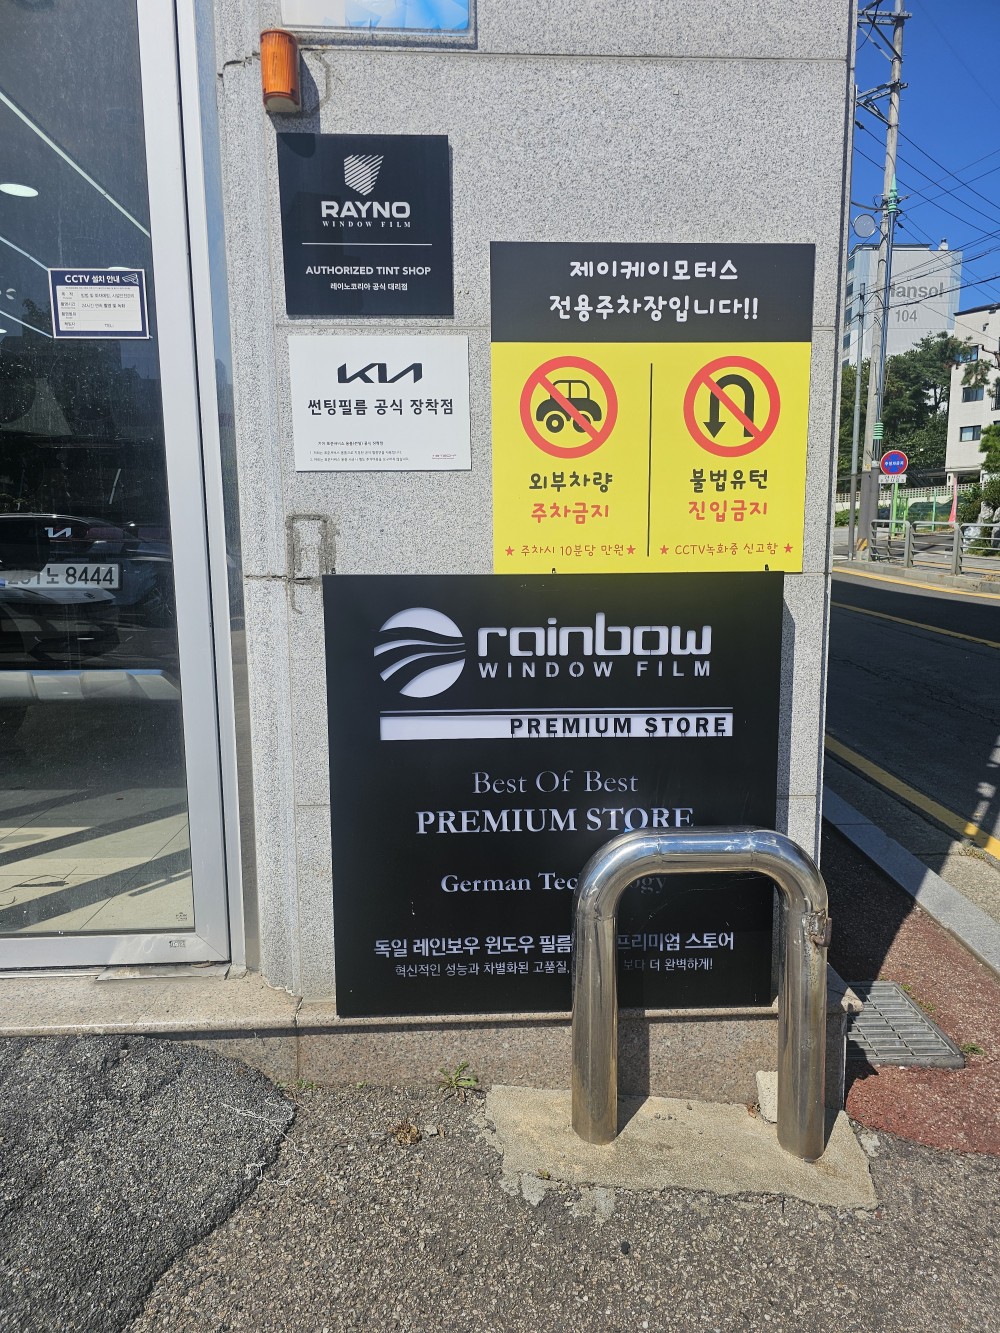 RAYNO
WINDOW FILM
AUTHORIZED TINT SHOP
레이노코리아 공식 대리점
CCTV 설치 안내
KIA
썬팅필름 공식 장착점
제이케이모터스
전용주차장입니다!!
외부차량
주차금지
★ 주차시 10분당 만원 ★
불법유턴
진입금지
★ CCTV녹화중 신고함 ★
rainbow
WINDOW FILM
PREMIUM STORE
Best Of Best
PREMIUM STORE
German Tec ogy
독일 레인보우 윈도우 필름 프리미엄 스토어
혁신적인 성능과 차별화된 고품질, 보다 더 완벽하게!
KIA
노 8444
Hansol
104